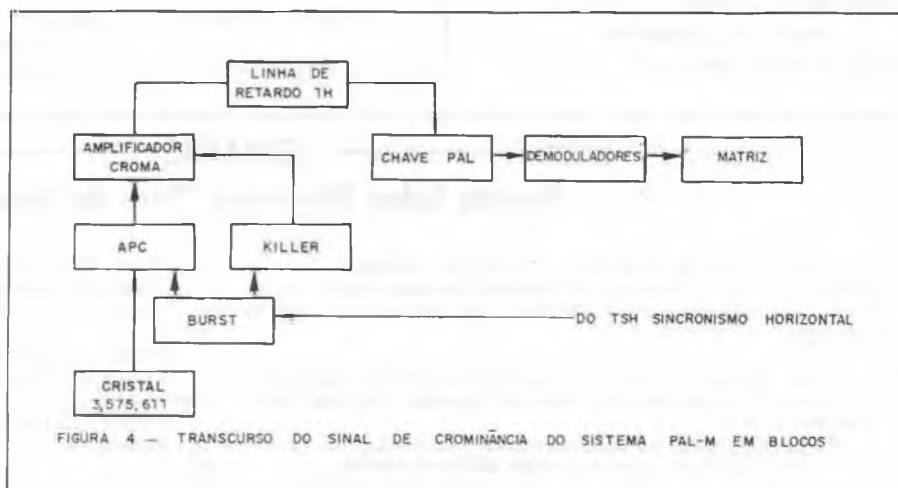 LINHA DE
RETARDO 1H
AMPLIFICADOR
CROMA
CHAVE PAL
DEMODULADORES
MATRIZ
APC
KILLER
BURST
DO TSH SINCRONISMO HORIZONTAL
CRISTAL
3,575,611
FIGURA 4 — TRANSCURSO DO SINAL DE CROMINÂNCIA DO SISTEMA PAL-M EM BLOCOS